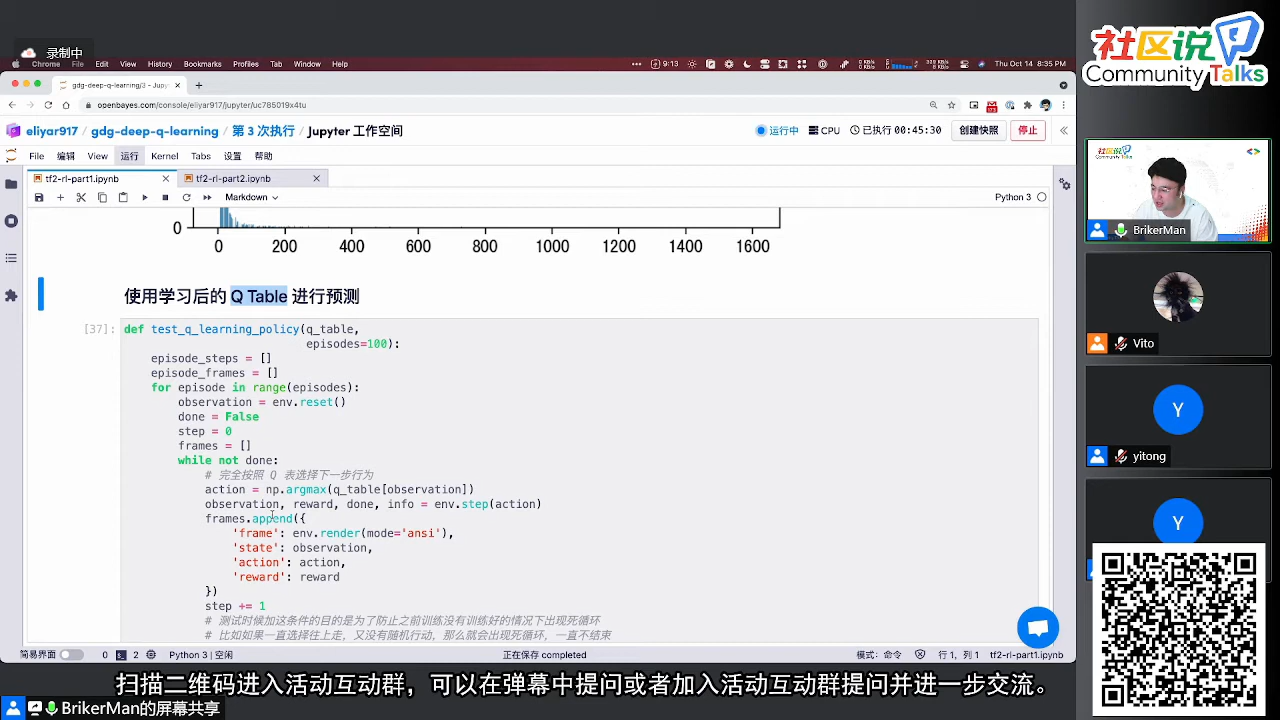 录制中
Chrome File Edit View History Bookmarks Profiles Tab Window Help
9:13
Thu Oct 14 8:35 PM
gdg-deep-q-learning/3 - Jupyt
openbayes.com/console/eliyar917/jupyter/uc785019x4tu
eliyar917 / gdg-deep-q-learning / 第 3 次执行 / Jupyter 工作空间
运行中 CPU 已执行 00:45:30 创建快照 停止
File 编辑 View 运行 Kernel Tabs 设置 帮助
tf2-rl-part1.ipynb
tf2-rl-part2.ipynb
Markdown
Python 3
0
0 200 400 600 800 1000 1200 1400 1600
使用学习后的 Q Table 进行预测
[37]: def test_q_learning_policy(q_table,
episodes=100):
episode_steps = []
episode_frames = []
for episode in range(episodes):
observation = env.reset()
done = False
step = 0
frames = []
while not done:
# 完全按照 Q 表选择下一步行为
action = np.argmax(q_table[observation])
observation, reward, done, info = env.step(action)
frames.append({
'frame': env.render(mode='ansi'),
'state': observation,
'action': action,
'reward': reward
})
step += 1
# 测试时候加这条件的目的是为了防止之前训练没有训练好的情况下出现死循环
# 比如如果一直选择往上走，又没有随机行动，那么就会出现死循环，一直不结束
简易界面 0 2 Python 3 | 空闲 正在保存 completed 模式：命令 行 1，列 1 tf2-rl-part1.ipynb
扫描二维码进入活动互动群，可以在弹幕中提问或者加入活动互动群提问并进一步交流。
BrikerMan的屏幕共享
社区说
Community Talks
社区说
Community Talks
BrikerMan
Vito
Y
yitong
Y